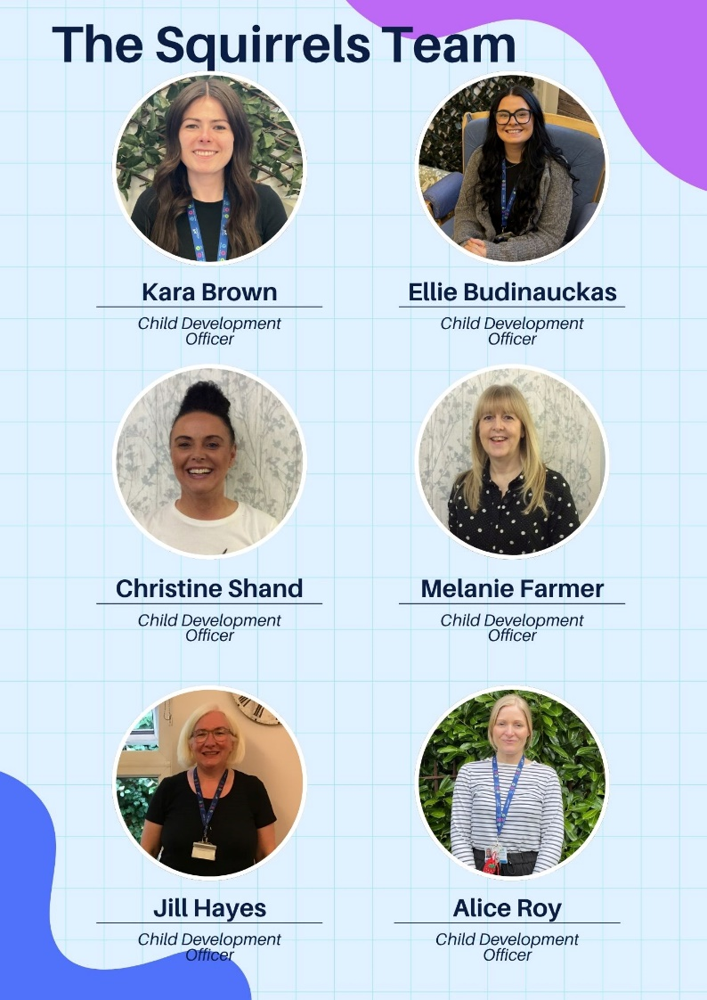 The Squirrels Team
Kara Brown
Child Development
Officer
Ellie Budinauckas
Child Development
Officer
Christine Shand
Child Development
Officer
Melanie Farmer
Child Development
Officer
Jill Hayes
Child Development
Officer
Alice Roy
Child Development
Officer